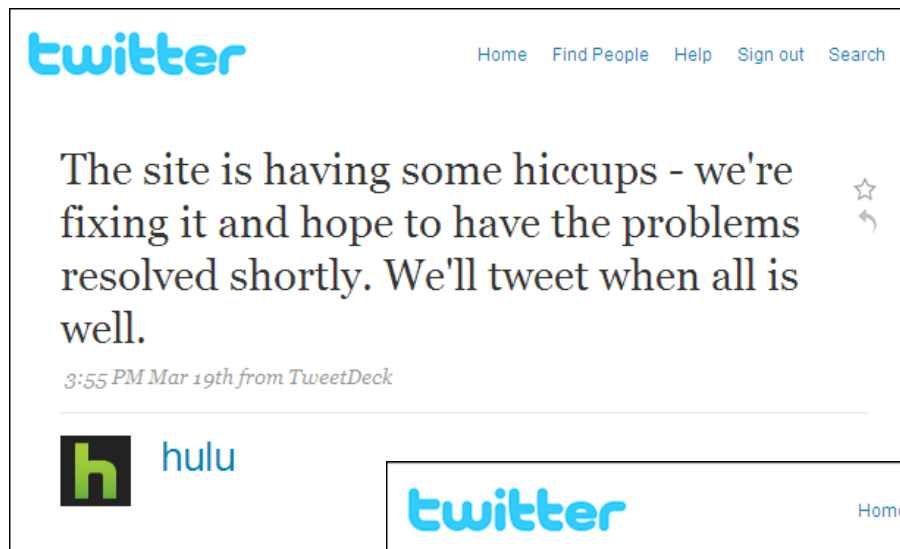 twitter
Home Find People Help Sign out Search
The site is having some hiccups - we're
fixing it and hope to have the problems
resolved shortly. We'll tweet when all is
well.
3:55 PM Mar 19th from TweetDeck
h
hulu
twitter
Home